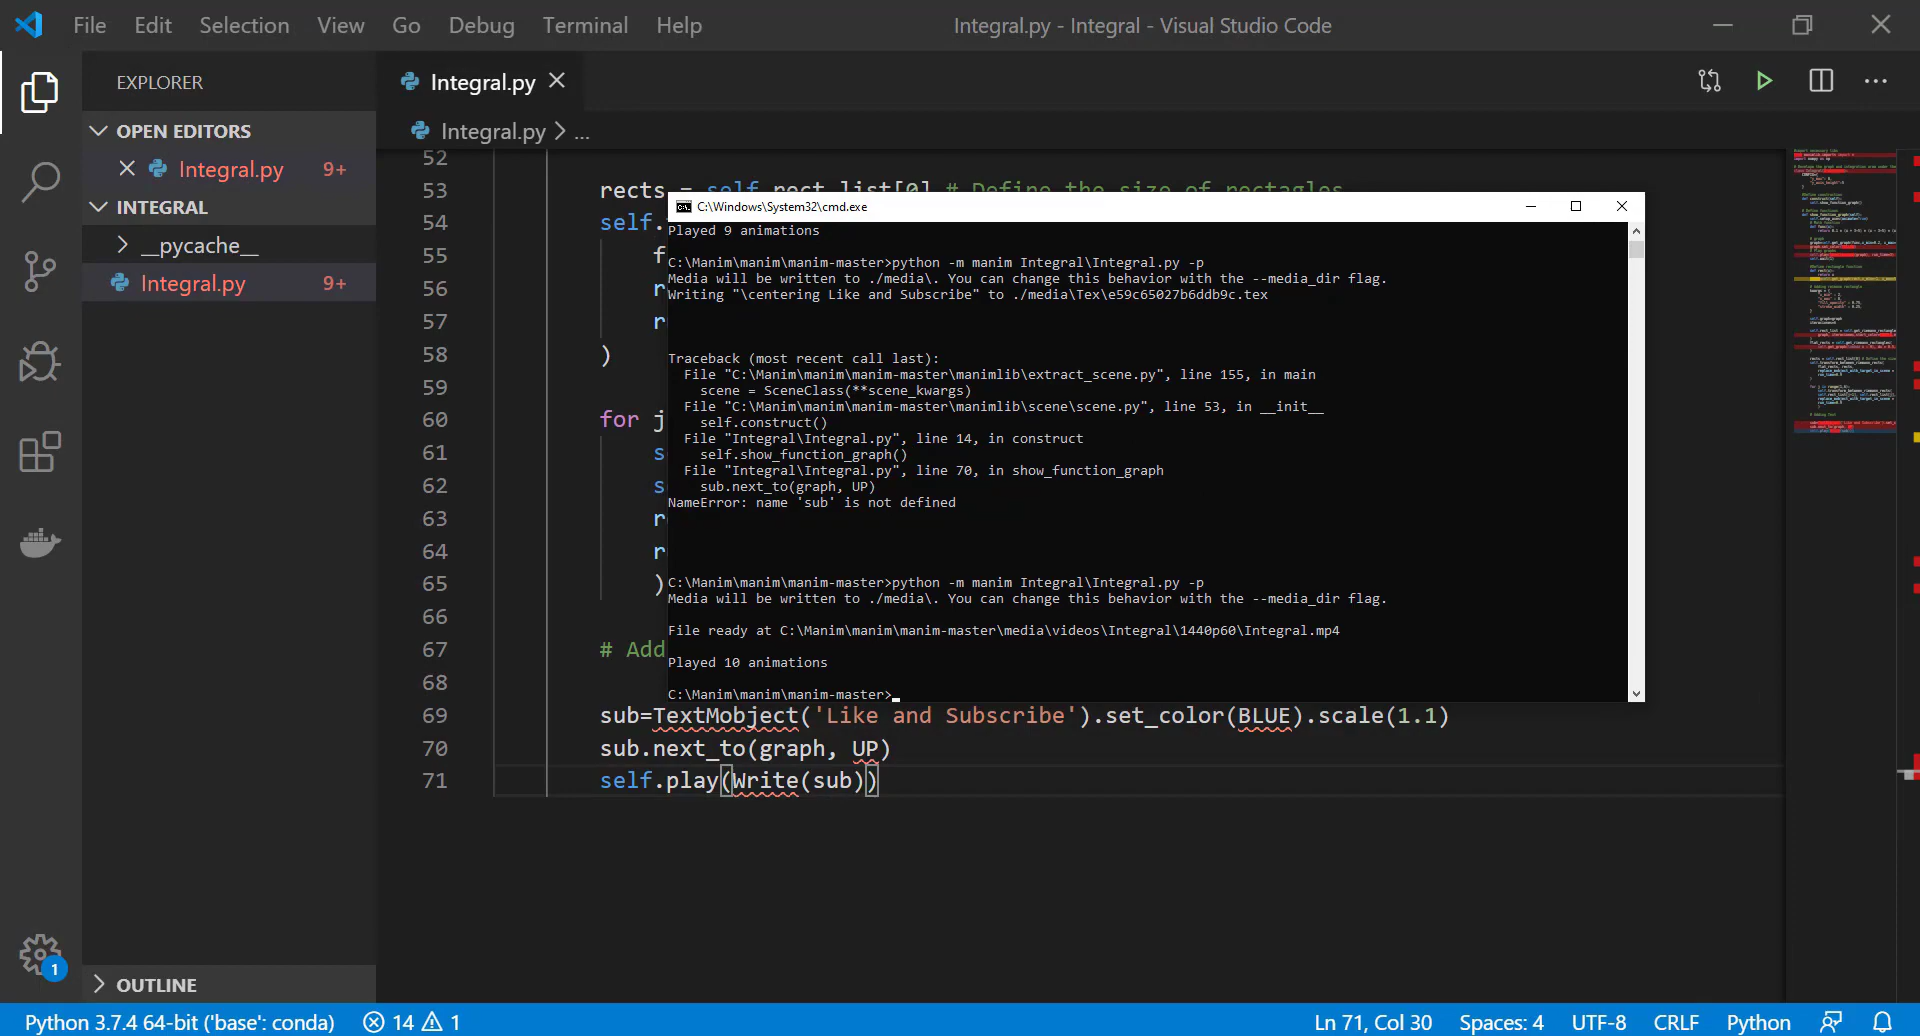 File Edit Selection View Go Debug Terminal Help
Integral.py - Integral - Visual Studio Code
EXPLORER
OPEN EDITORS
Integral.py 9+
INTEGRAL
__pycache__
Integral.py 9+
OUTLINE
1
Integral.py
Integral.py > ...
52
53 rects = self.rect_list[0] # Define the size of rectagles
54 self.
55 f
56 r
57 r
58 )
59
60 for j
61 s
62 s
63 r
64 r
65 )
66
67 # Add
68
69 sub=TextMobject('Like and Subscribe').set_color(BLUE).scale(1.1)
70 sub.next_to(graph, UP)
71 self.play(Write(sub))
C:\Windows\System32\cmd.exe
Played 9 animations
C:\Manim\manim\manim-master>python -m manim Integral\Integral.py -p
Media will be written to ./media\. You can change this behavior with the --media_dir flag.
Writing "\centering Like and Subscribe" to ./media\Tex\e59c65027b6ddb9c.tex
Traceback (most recent call last):
File "C:\Manim\manim\manim-master\manimlib\extract_scene.py", line 155, in main
scene = SceneClass(**scene_kwargs)
File "C:\Manim\manim\manim-master\manimlib\scene\scene.py", line 53, in __init__
self.construct()
File "Integral\Integral.py", line 14, in construct
self.show_function_graph()
File "Integral\Integral.py", line 70, in show_function_graph
sub.next_to(graph, UP)
NameError: name 'sub' is not defined
C:\Manim\manim\manim-master>python -m manim Integral\Integral.py -p
Media will be written to ./media\. You can change this behavior with the --media_dir flag.
File ready at C:\Manim\manim\manim-master\media\videos\Integral\1440p60\Integral.mp4
Played 10 animations
C:\Manim\manim\manim-master>
Python 3.7.4 64-bit ('base': conda) 14 1
Ln 71, Col 30 Spaces: 4 UTF-8 CRLF Python